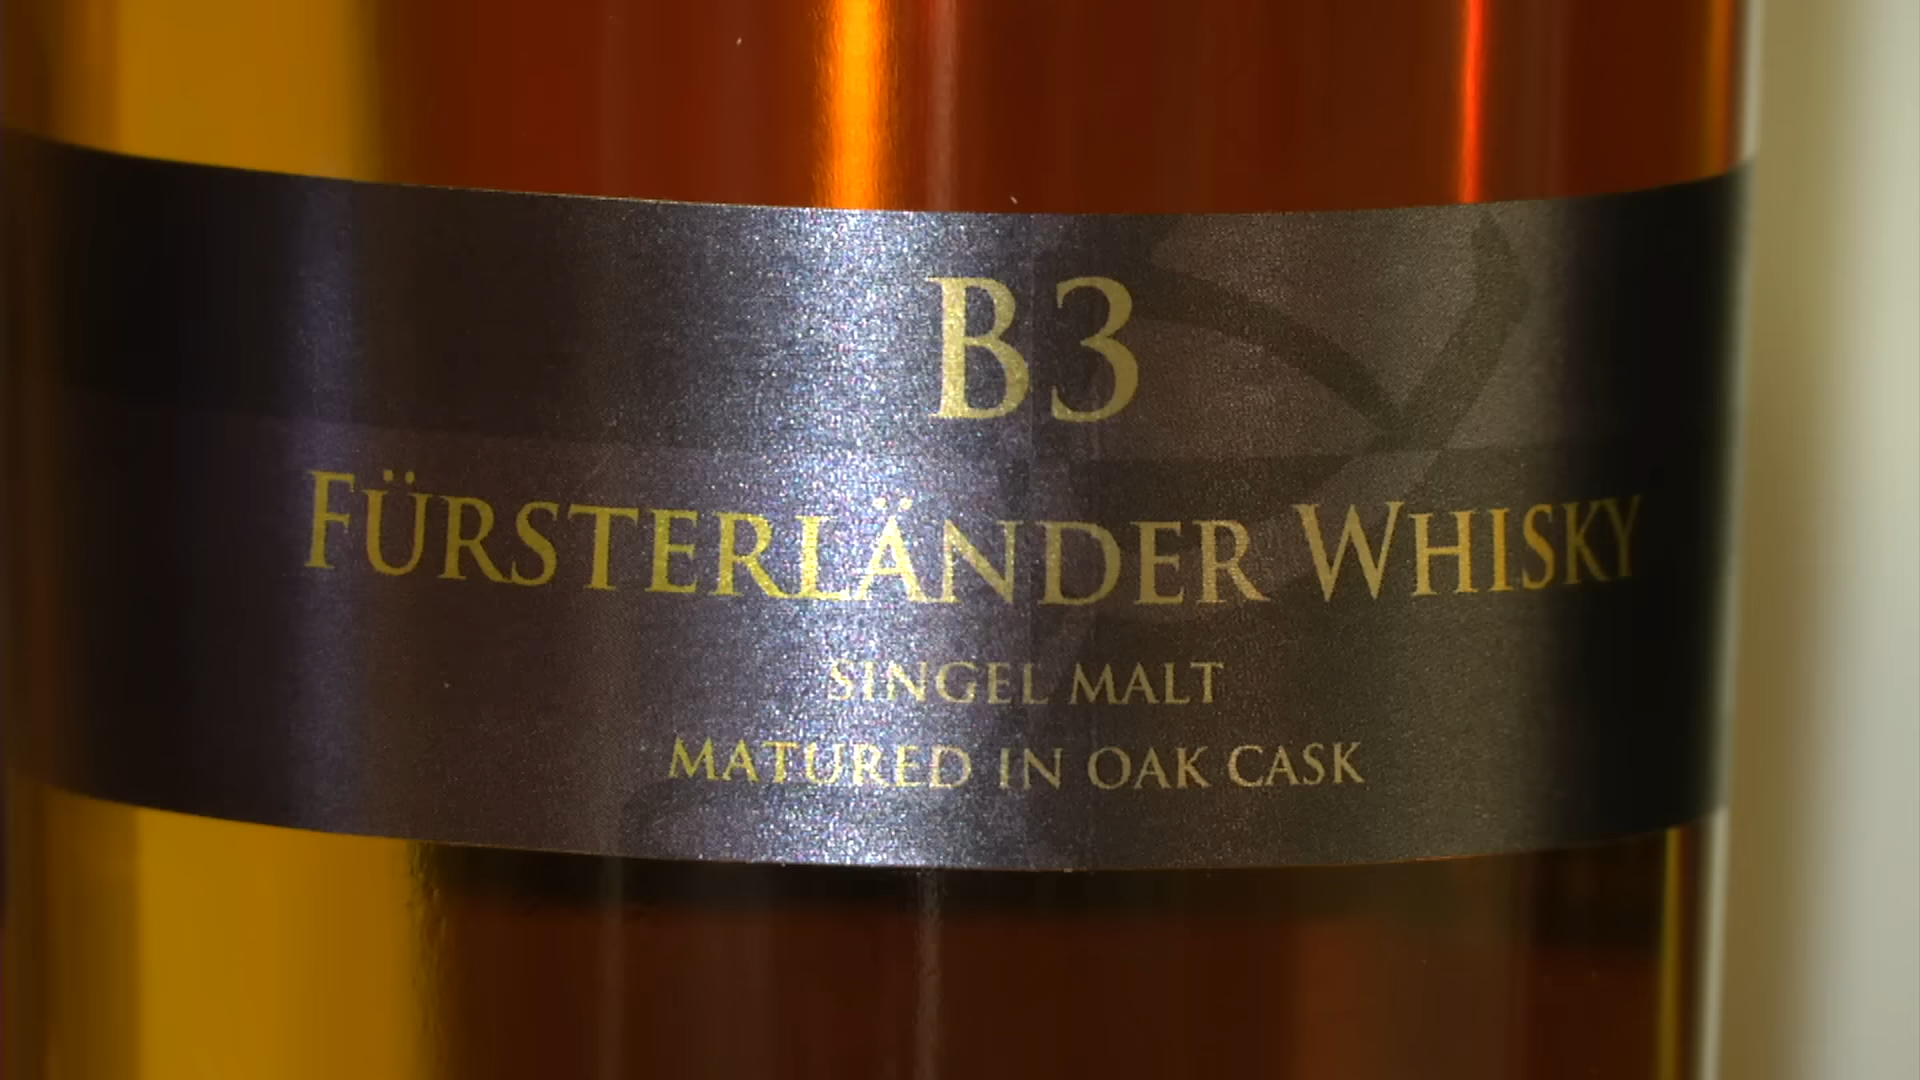 B3
FÜRSTERLÄNDER WHISKY
SINGEL MALT
MATURED IN OAK CASK